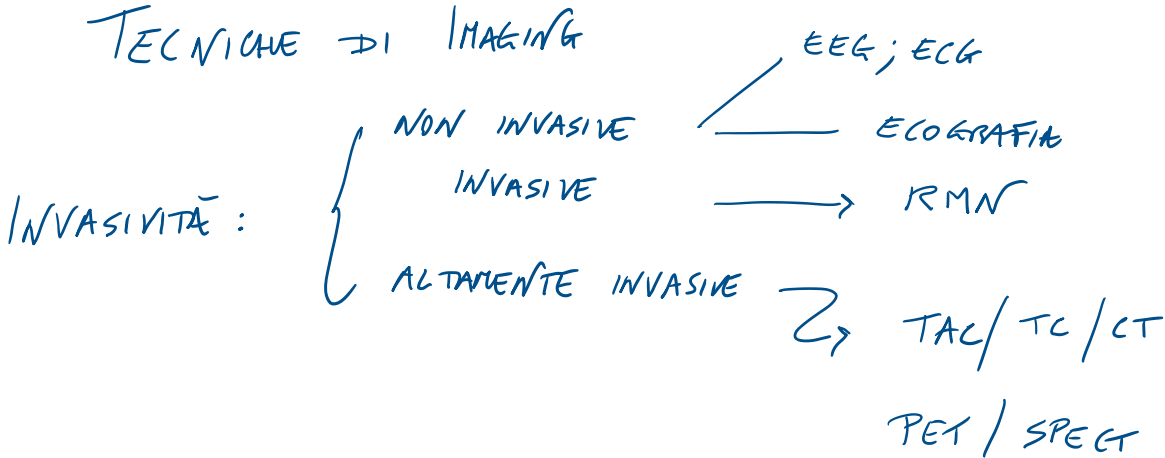 TECNICHE DI IMAGING
EEG; ECG
NON INVASIVE
ECOGRAFIA
INVASIVE
RMN
INVASIVITÀ:
ALTAMENTE INVASIVE
TAC/TC/CT
PET/SPECT